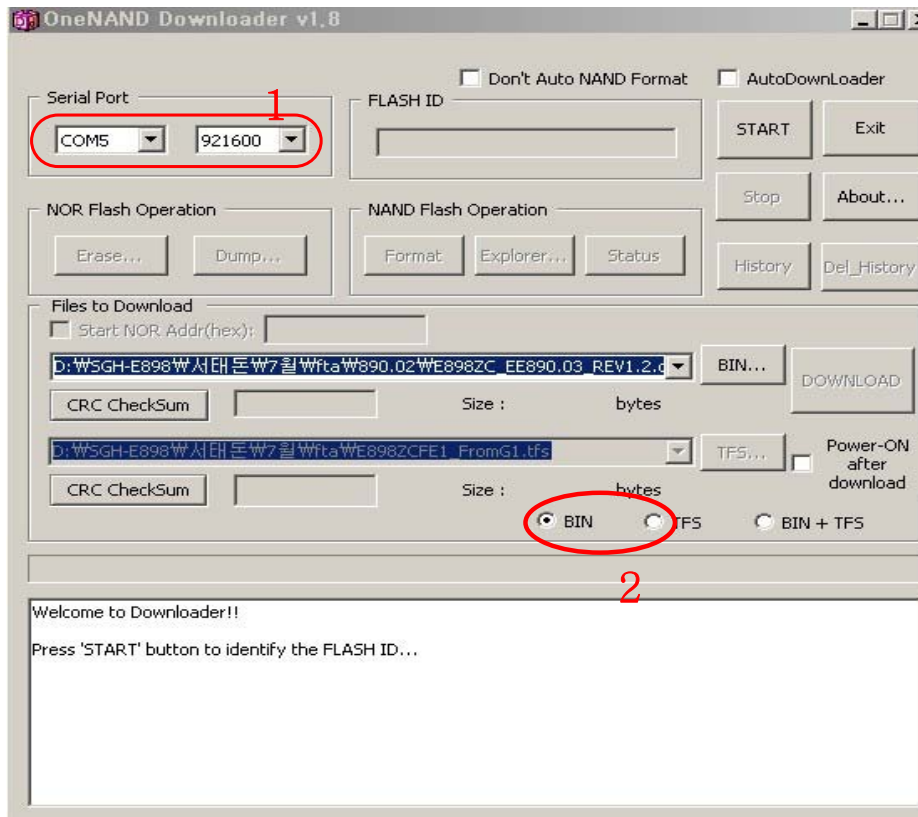 OneNAND Downloader v1.8
Don't Auto NAND Format
AutoDownLoader
Serial Port
1
FLASH ID
COM5
921600
START
Exit
Stop
About...
NOR Flash Operation
NAND Flash Operation
Erase...
Dump...
Format
Explorer...
Status
History
Del_History
Files to Download
Start NOR Addr(hex):
D:₩SGH-E898₩서태돈₩7월₩fta₩890.02₩E898ZC_EE890.03_REV1.2.c
BIN...
DOWNLOAD
CRC CheckSum
Size :
bytes
D:₩SGH-E898₩서태돈₩7월₩fta₩E898ZCFE1_FromG1.tfs
TFS...
Power-ON
after
download
CRC CheckSum
Size :
bytes
BIN
TFS
BIN + TFS
2
Welcome to Downloader!!
Press 'START' button to identify the FLASH ID...